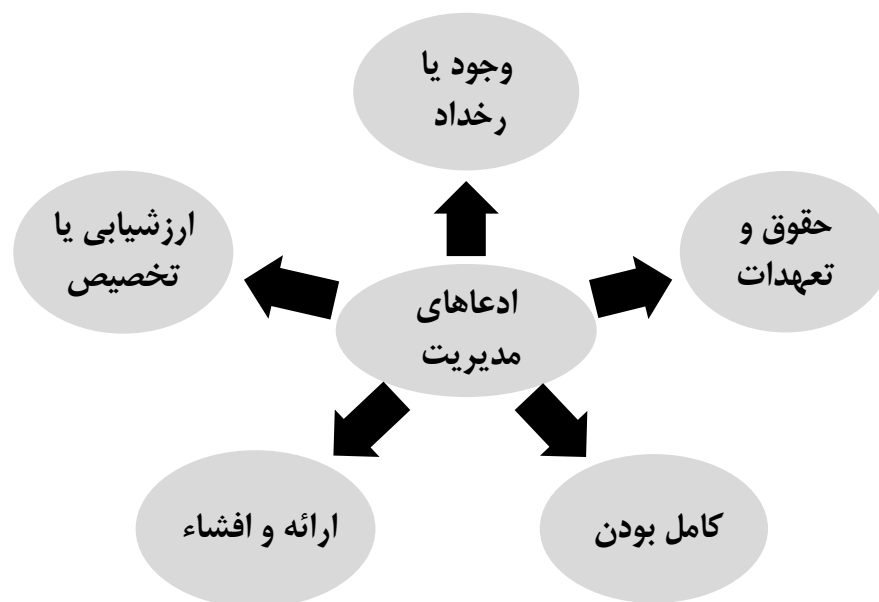 وجود یا
رخداد
حقوق و
تعهدات
ارزشیابی یا
تخصیص
ادعاهای
مدیریت
کامل بودن
ارائه و افشاء